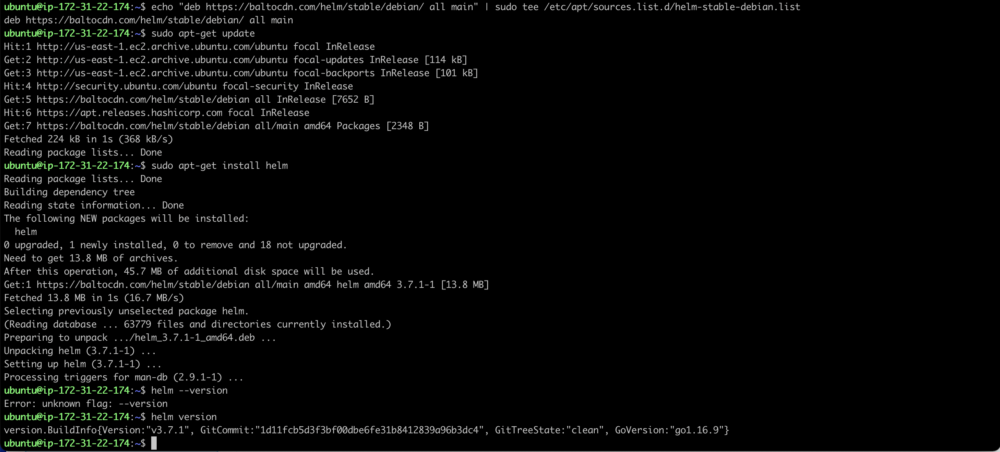 ubuntu@ip-172-31-22-174:~$ echo "deb https://baltocdn.com/helm/stable/debian/ all main" | sudo tee /etc/apt/sources.list.d/helm-stable-debian.list
deb https://baltocdn.com/helm/stable/debian/ all main
ubuntu@ip-172-31-22-174:~$ sudo apt-get update
Hit:1 http://us-east-1.ec2.archive.ubuntu.com/ubuntu focal InRelease
Get:2 http://us-east-1.ec2.archive.ubuntu.com/ubuntu focal-updates InRelease [114 kB]
Get:3 http://us-east-1.ec2.archive.ubuntu.com/ubuntu focal-backports InRelease [101 kB]
Hit:4 http://security.ubuntu.com/ubuntu focal-security InRelease
Get:5 https://baltocdn.com/helm/stable/debian all InRelease [7652 B]
Hit:6 https://apt.releases.hashicorp.com focal InRelease
Get:7 https://baltocdn.com/helm/stable/debian all/main amd64 Packages [2348 B]
Fetched 224 kB in 1s (368 kB/s)
Reading package lists... Done
ubuntu@ip-172-31-22-174:~$ sudo apt-get install helm
Reading package lists... Done
Building dependency tree
Reading state information... Done
The following NEW packages will be installed:
  helm
0 upgraded, 1 newly installed, 0 to remove and 18 not upgraded.
Need to get 13.8 MB of archives.
After this operation, 45.7 MB of additional disk space will be used.
Get:1 https://baltocdn.com/helm/stable/debian all/main amd64 helm amd64 3.7.1-1 [13.8 MB]
Fetched 13.8 MB in 1s (16.7 MB/s)
Selecting previously unselected package helm.
(Reading database ... 63779 files and directories currently installed.)
Preparing to unpack .../helm_3.7.1-1_amd64.deb ...
Unpacking helm (3.7.1-1) ...
Setting up helm (3.7.1-1) ...
Processing triggers for man-db (2.9.1-1) ...
ubuntu@ip-172-31-22-174:~$ helm --version
Error: unknown flag: --version
ubuntu@ip-172-31-22-174:~$ helm version
version.BuildInfo{Version:"v3.7.1", GitCommit:"1d11fcb5d3f3bf00dbe6fe31b8412839a96b3dc4", GitTreeState:"clean", GoVersion:"go1.16.9"}
ubuntu@ip-172-31-22-174:~$